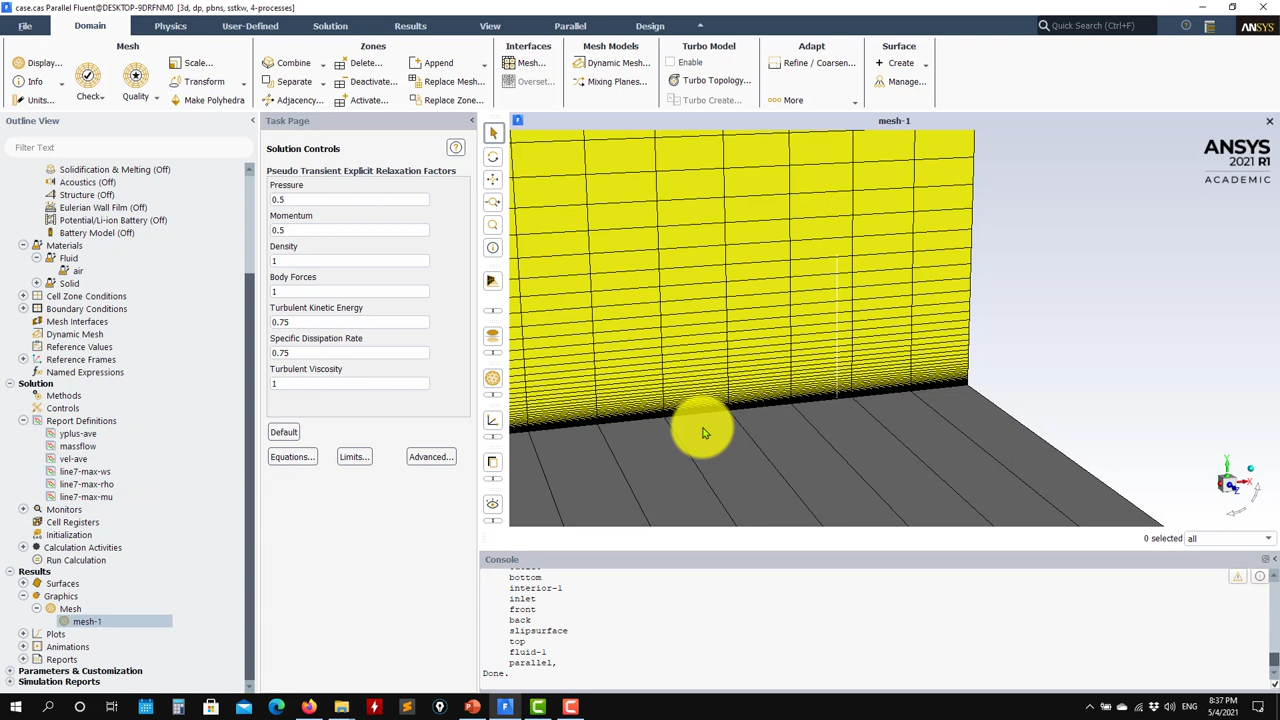 case.cas Parallel Fluent@DESKTOP-9DRFNM0 [3d, dp, pbns, sstkw, 4-processes]
File Domain Physics User-Defined Solution Results View Parallel Design
Quick Search (Ctrl+F)
ANSYS
Mesh
Display...
Info
Units...
Check
Quality
Scale...
Transform
Make Polyhedra
Zones
Combine
Separate
Adjacency...
Delete...
Deactivate...
Activate...
Append
Replace Mesh...
Replace Zone...
Interfaces
Mesh...
Overset...
Mesh Models
Dynamic Mesh...
Mixing Planes...
Turbo Model
Enable
Turbo Topology...
Turbo Create...
Adapt
Refine / Coarsen...
More
Surface
Create
Manage...
Outline View
Filter Text
Solidification & Melting (Off)
Acoustics (Off)
Structure (Off)
Eulerian Wall Film (Off)
Potential/Li-ion Battery (Off)
Battery Model (Off)
Materials
Fluid
air
Solid
Cell Zone Conditions
Boundary Conditions
Mesh Interfaces
Dynamic Mesh
Reference Values
Reference Frames
Named Expressions
Solution
Methods
Controls
Report Definitions
yplus-ave
massflow
vel-ave
line7-max-ws
line7-max-rho
line7-max-mu
Monitors
Cell Registers
Initialization
Calculation Activities
Run Calculation
Results
Surfaces
Graphics
Mesh
mesh-1
Plots
Animations
Reports
Parameters & Customization
Simulation Reports
Task Page
Solution Controls
Pseudo Transient Explicit Relaxation Factors
Pressure
0.5
Momentum
0.5
Density
1
Body Forces
1
Turbulent Kinetic Energy
0.75
Specific Dissipation Rate
0.75
Turbulent Viscosity
1
Default
Equations... Limits... Advanced...
mesh-1
ANSYS
2021 R1
ACADEMIC
Y
X
Z
0 selected all
Console
bottom
interior-1
inlet
front
back
slipsurface
top
fluid-1
parallel,
Done.
ENG
8:37 PM
5/4/2021